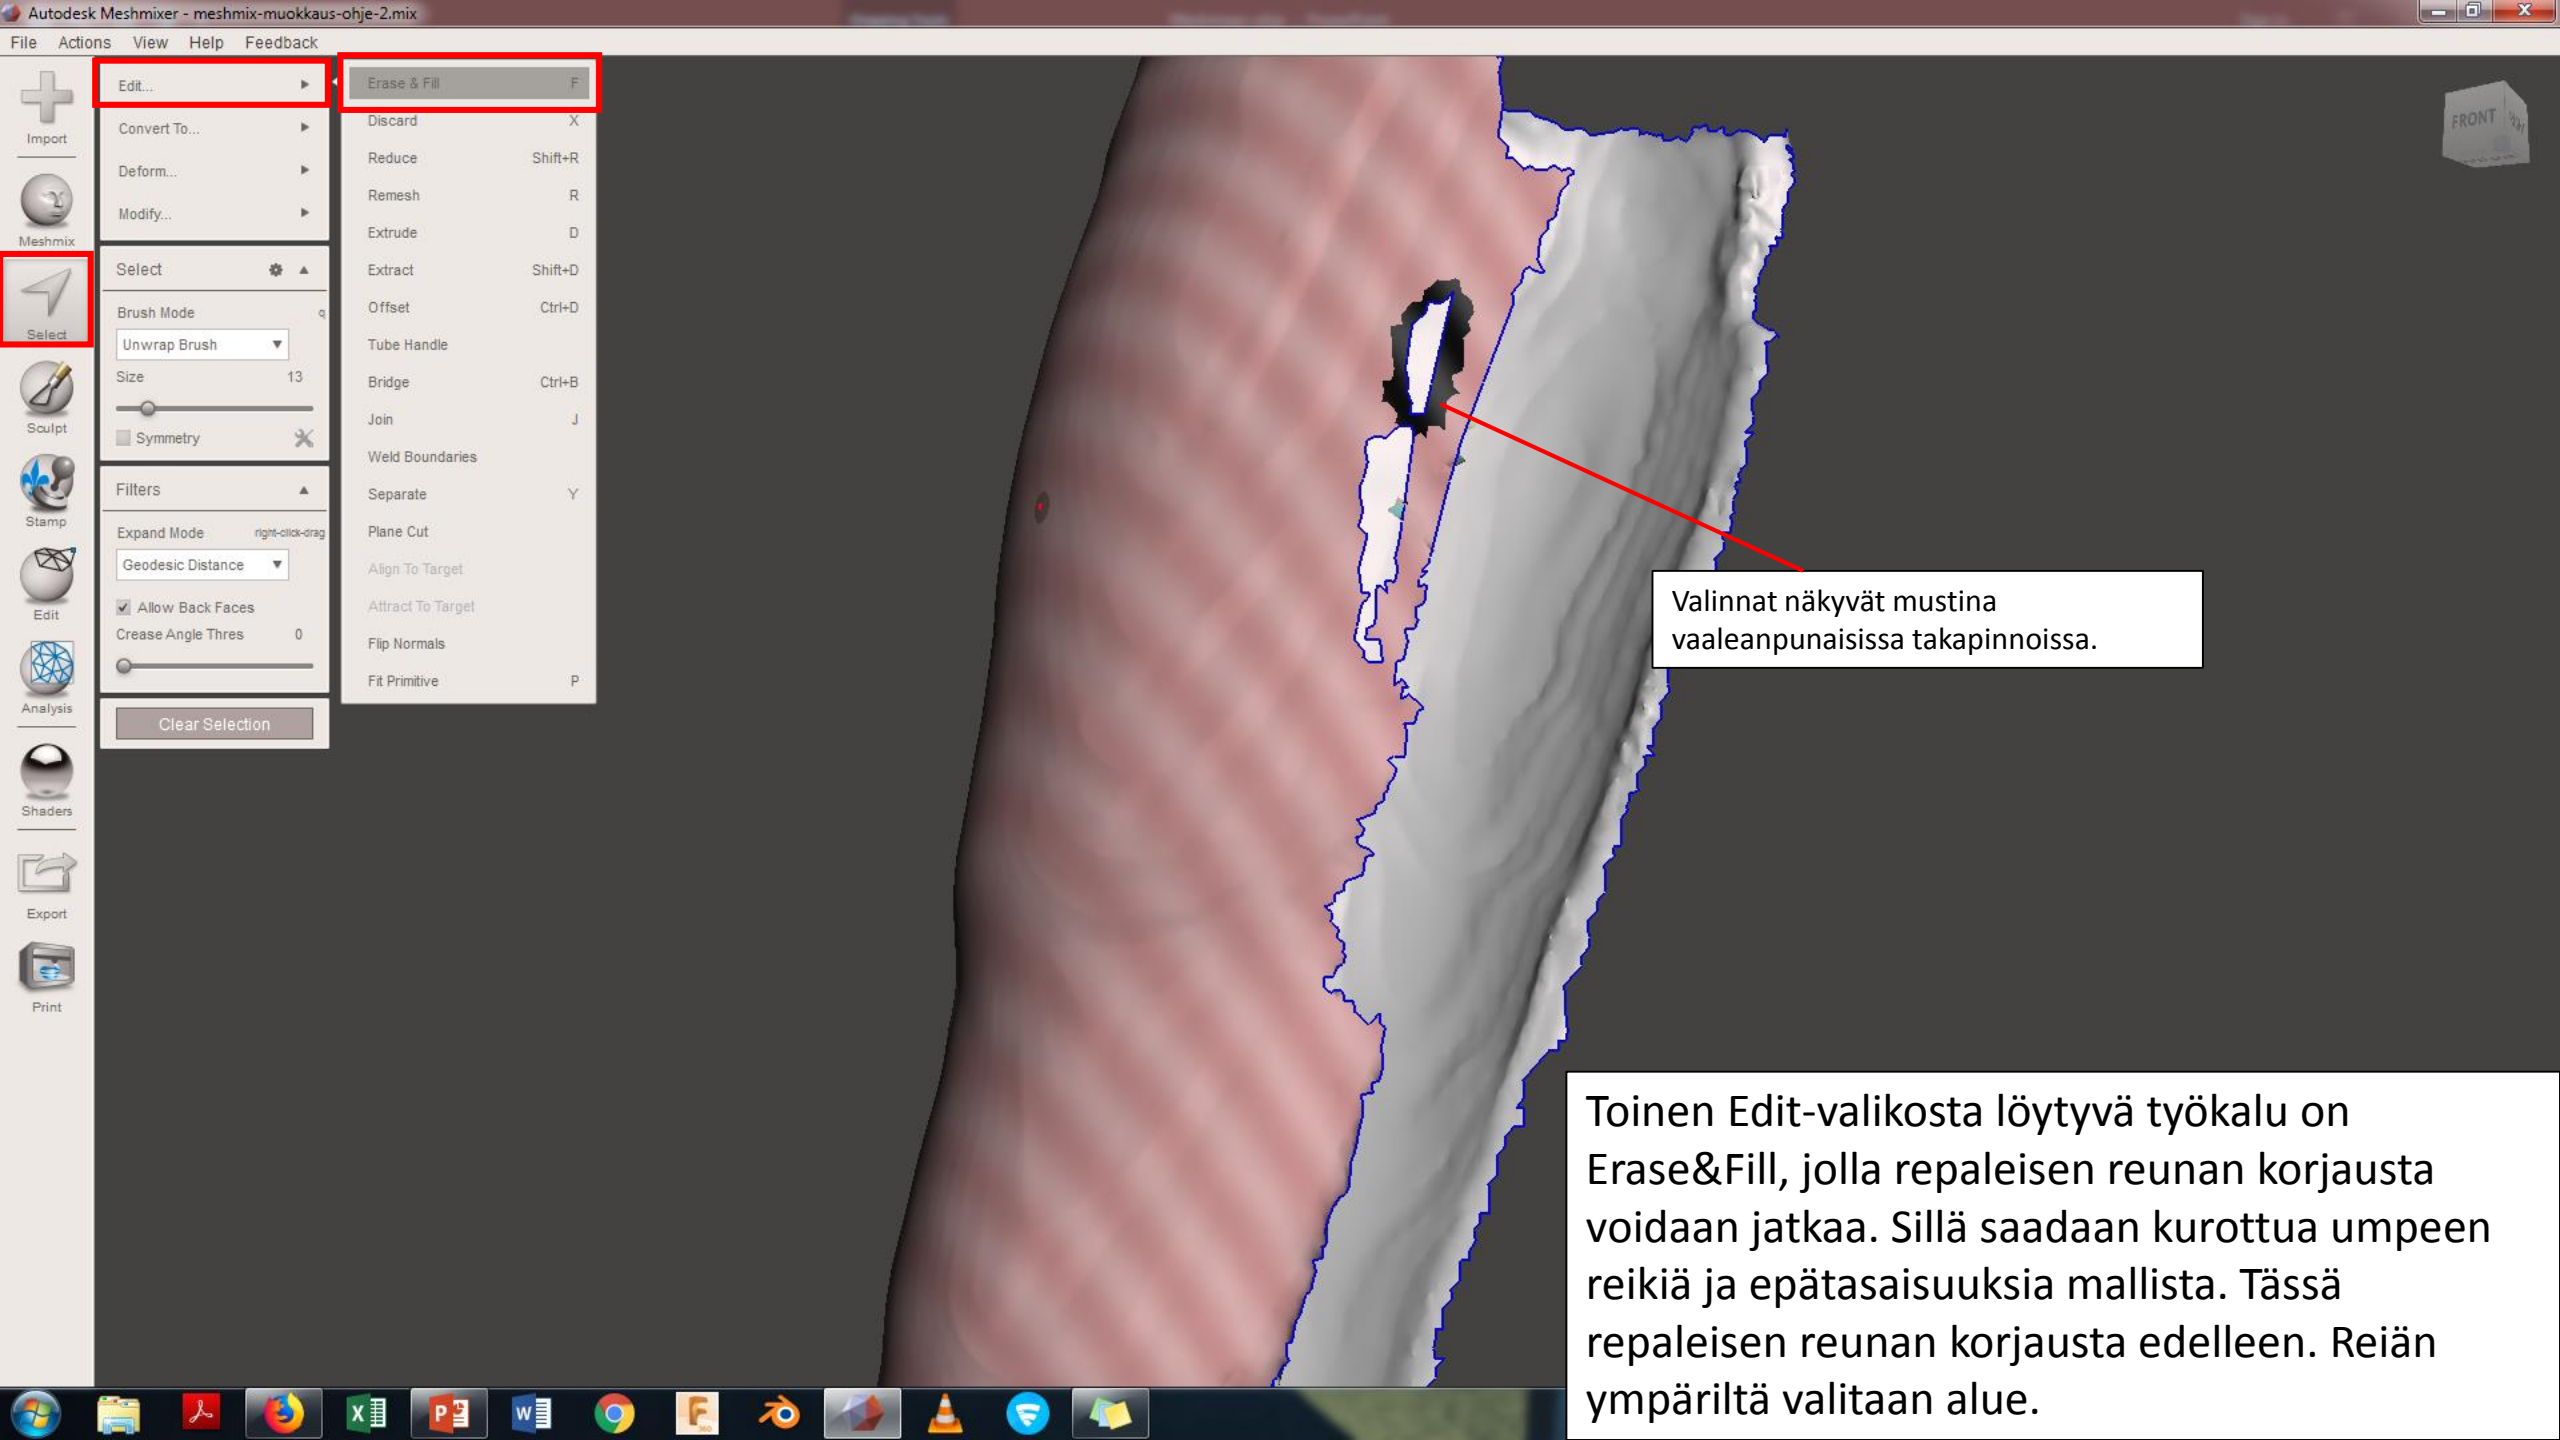 Autodesk Meshmixer - meshmix-muokkaus-ohje-2.mix
File Actions View Help Feedback
Import
Meshmix
Select
Sculpt
Stamp
Edit
Analysis
Shaders
Export
Print
Edit...
Convert To...
Deform...
Modify...
Select
Brush Mode q
Unwrap Brush
Size 13
Symmetry
Filters
Expand Mode right-click-drag
Geodesic Distance
Allow Back Faces
Crease Angle Thres 0
Clear Selection
Erase & Fill F
Discard X
Reduce Shift+R
Remesh R
Extrude D
Extract Shift+D
Offset Ctrl+D
Tube Handle
Bridge Ctrl+B
Join J
Weld Boundaries
Separate Y
Plane Cut
Align To Target
Attract To Target
Flip Normals
Fit Primitive P
FRONT
Valinnat näkyvät mustina
vaaleanpunaisissa takapinnoissa.
Toinen Edit-valikosta löytyvä työkalu on
Erase&Fill, jolla repaleisen reunan korjausta
voidaan jatkaa. Sillä saadaan kurottua umpeen
reikiä ja epätasaisuuksia mallista. Tässä
repaleisen reunan korjausta edelleen. Reiän
ympäriltä valitaan alue.